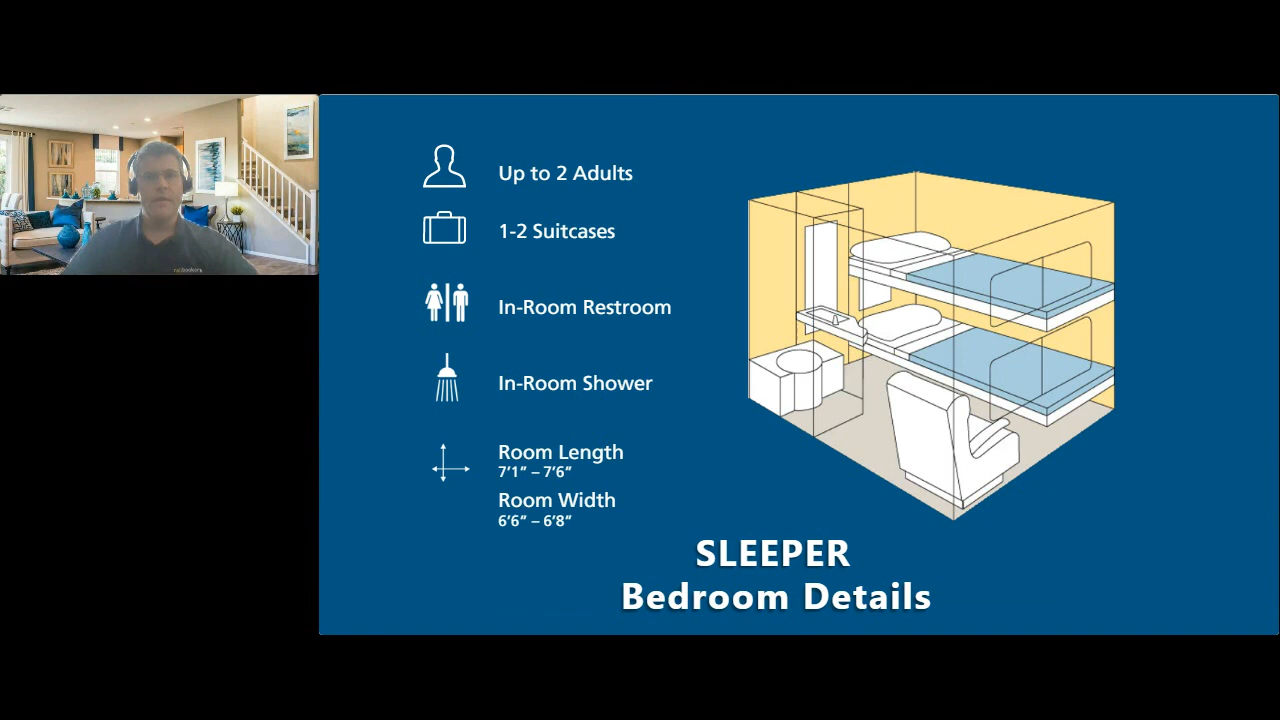 Up to 2 Adults
1-2 Suitcases
In-Room Restroom
In-Room Shower
Room Length
7’1” – 7’6”
Room Width
6’6” – 6’8”
SLEEPER
Bedroom Details